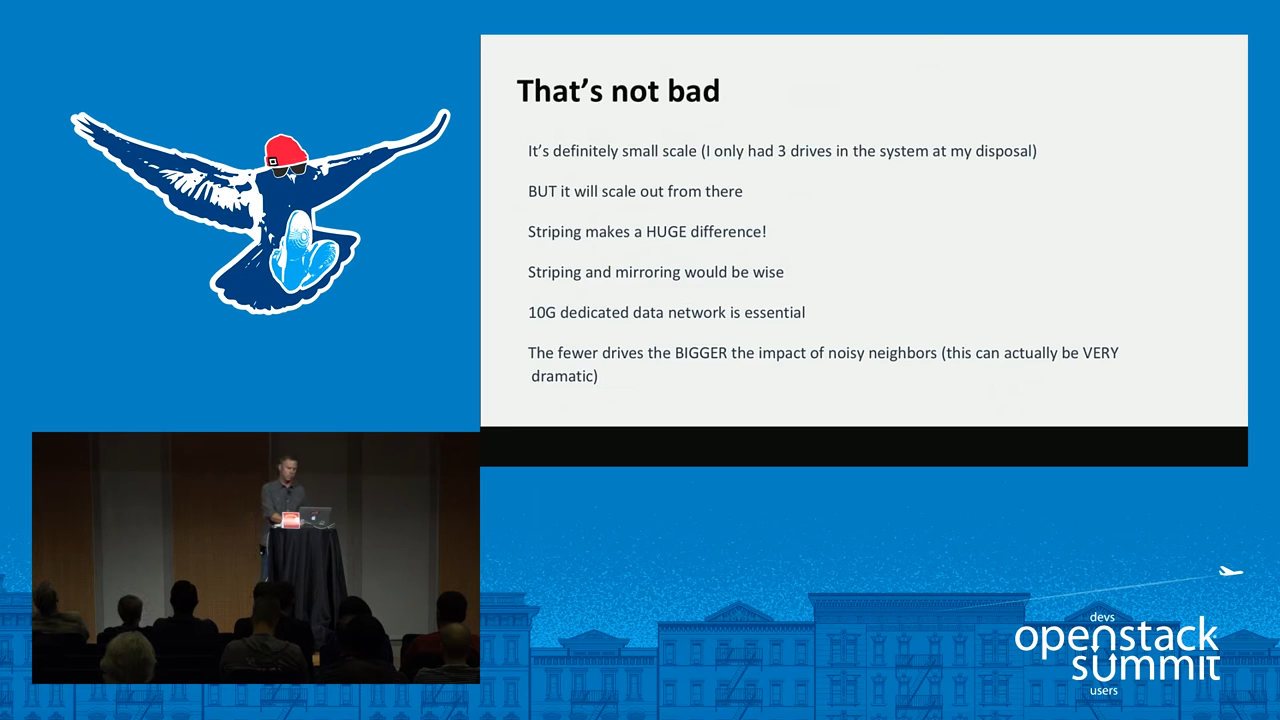 That’s not bad
It’s definitely small scale (I only had 3 drives in the system at my disposal)
BUT it will scale out from there
Striping makes a HUGE difference!
Striping and mirroring would be wise
10G dedicated data network is essential
The fewer drives the BIGGER the impact of noisy neighbors (this can actually be VERY
dramatic)
devs
openstack
summit
users